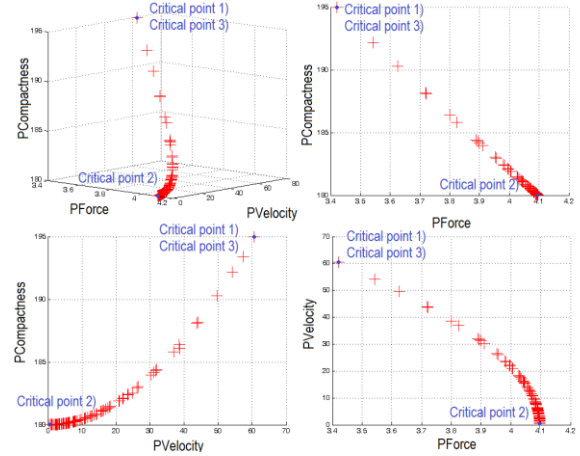 195
Critical point 1)
Critical point 3)
190
185
180
PCompactness
Critical point 2)
3.4
3.6
3.8
4
4.2
0
20
40
60
80
PForce
PVelocity
195
Critical point 1)
Critical point 3)
190
185
180
PCompactness
Critical point 2)
3.4 3.5 3.6 3.7 3.8 3.9 4 4.1 4.2
PForce
195
Critical point 1)
Critical point 3)
190
185
180
PCompactness
Critical point 2)
0 10 20 30 40 50 60 70
PVelocity
70
60
50
40
30
20
10
0
Critical point 1)
Critical point 3)
PVelocity
Critical point 2)
3.4 3.5 3.6 3.7 3.8 3.9 4 4.1 4.2
PForce